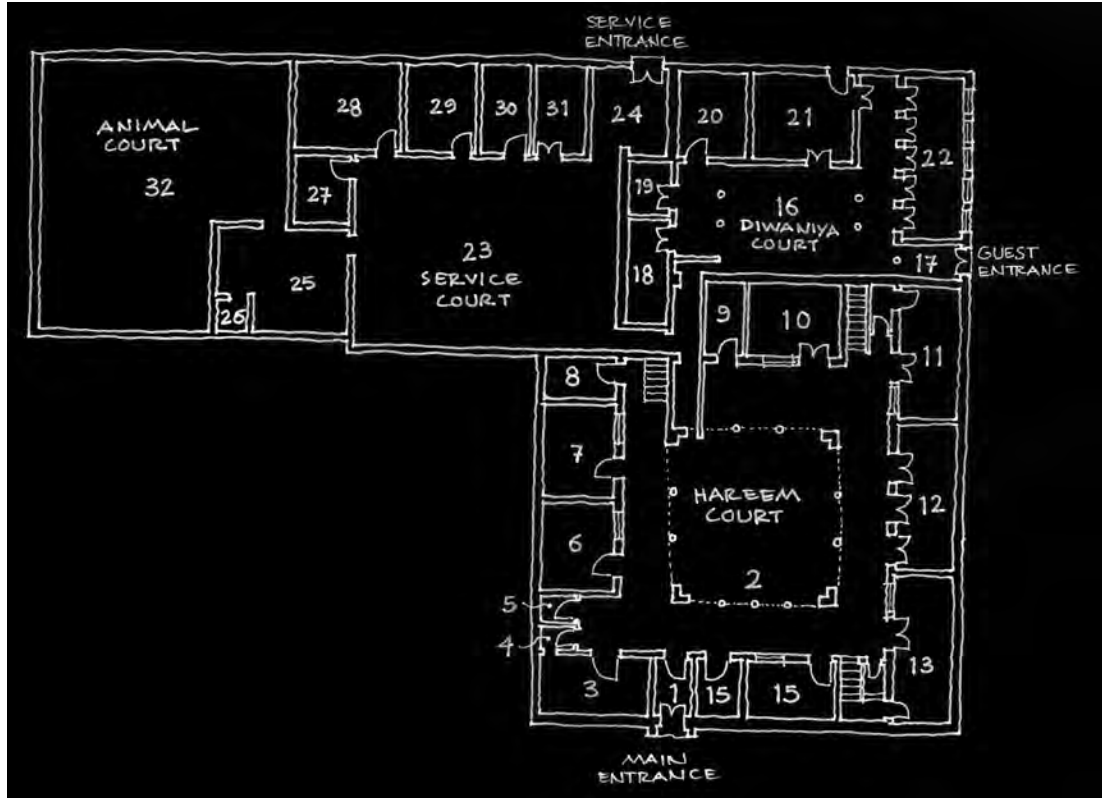 SERVICE
ENTRANCE
ANIMAL
COURT
32
28
29
30
31
24
20
21
22
27
19
16
DIWANIYA
COURT
23
SERVICE
COURT
18
17
GUEST
ENTRANCE
25
26
9
10
11
8
7
HAREEM
COURT
12
6
2
5
4
3
1
15
15
13
MAIN
ENTRANCE